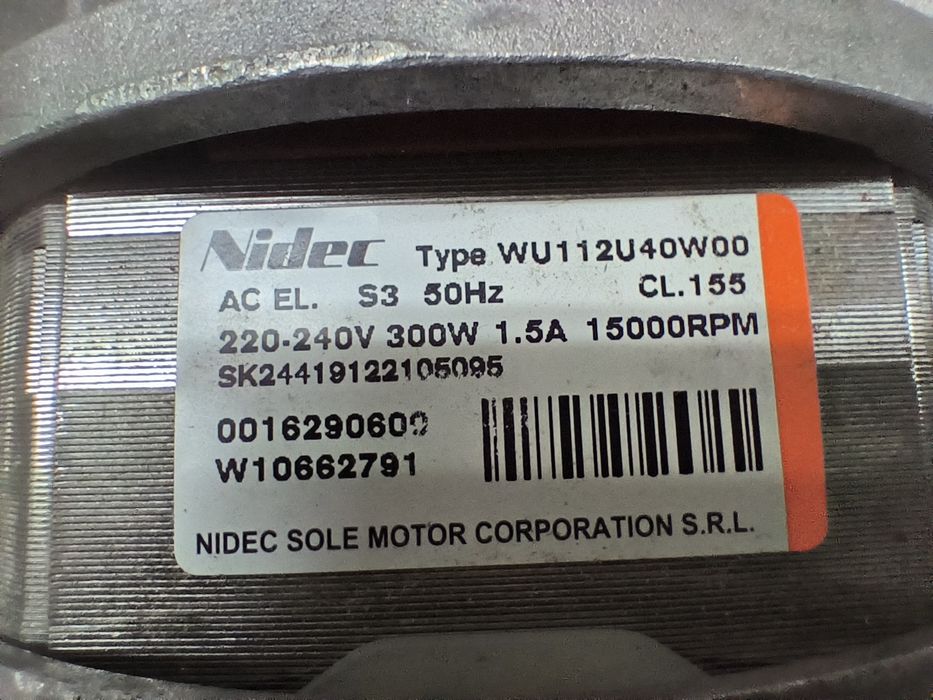 Nidec Type WU112U40W00
AC EL. S3 50Hz CL.155
220-240V 300W 1.5A 15000RPM
SK24419122105095
W10662791
NIDEC SOLE MOTOR CORPORATION S.R.L.